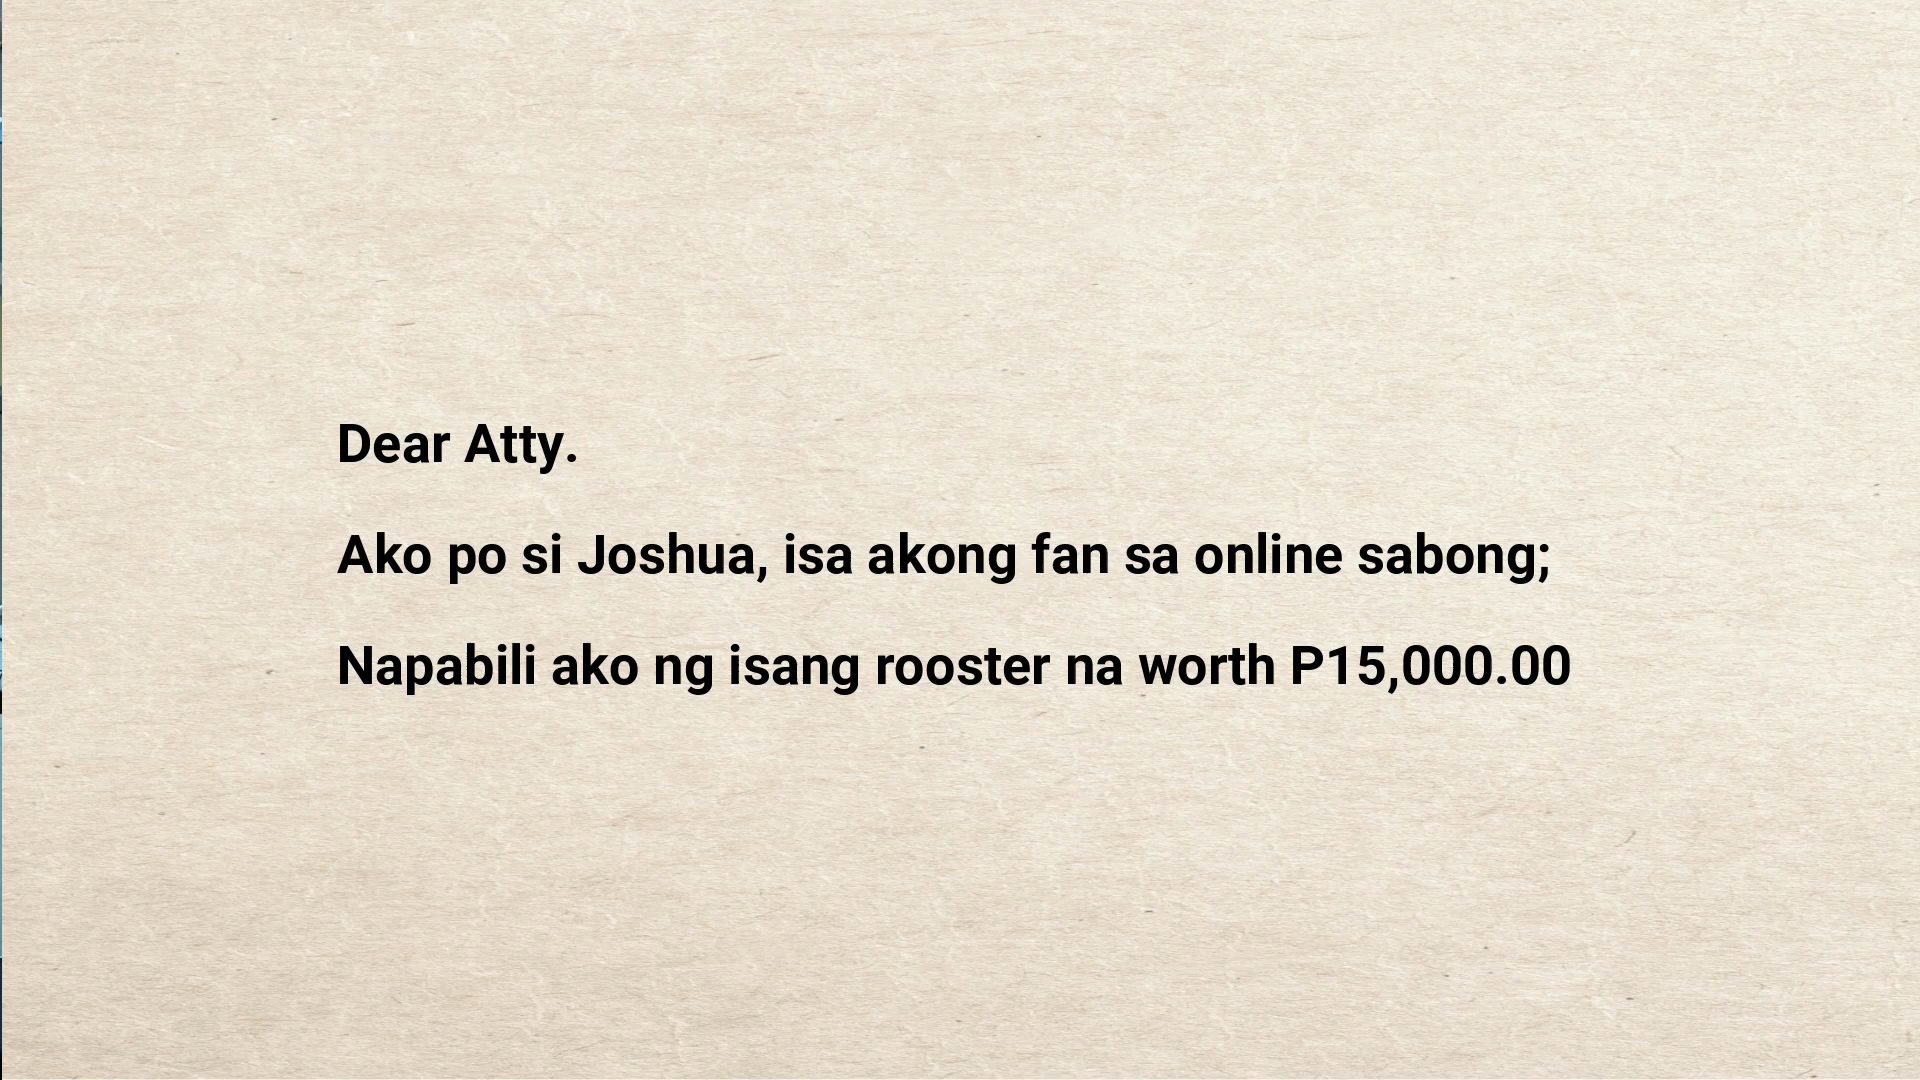 Dear Atty.
Ako po si Joshua, isa akong fan sa online sabong;
Napabili ako ng isang rooster na worth P15,000.00